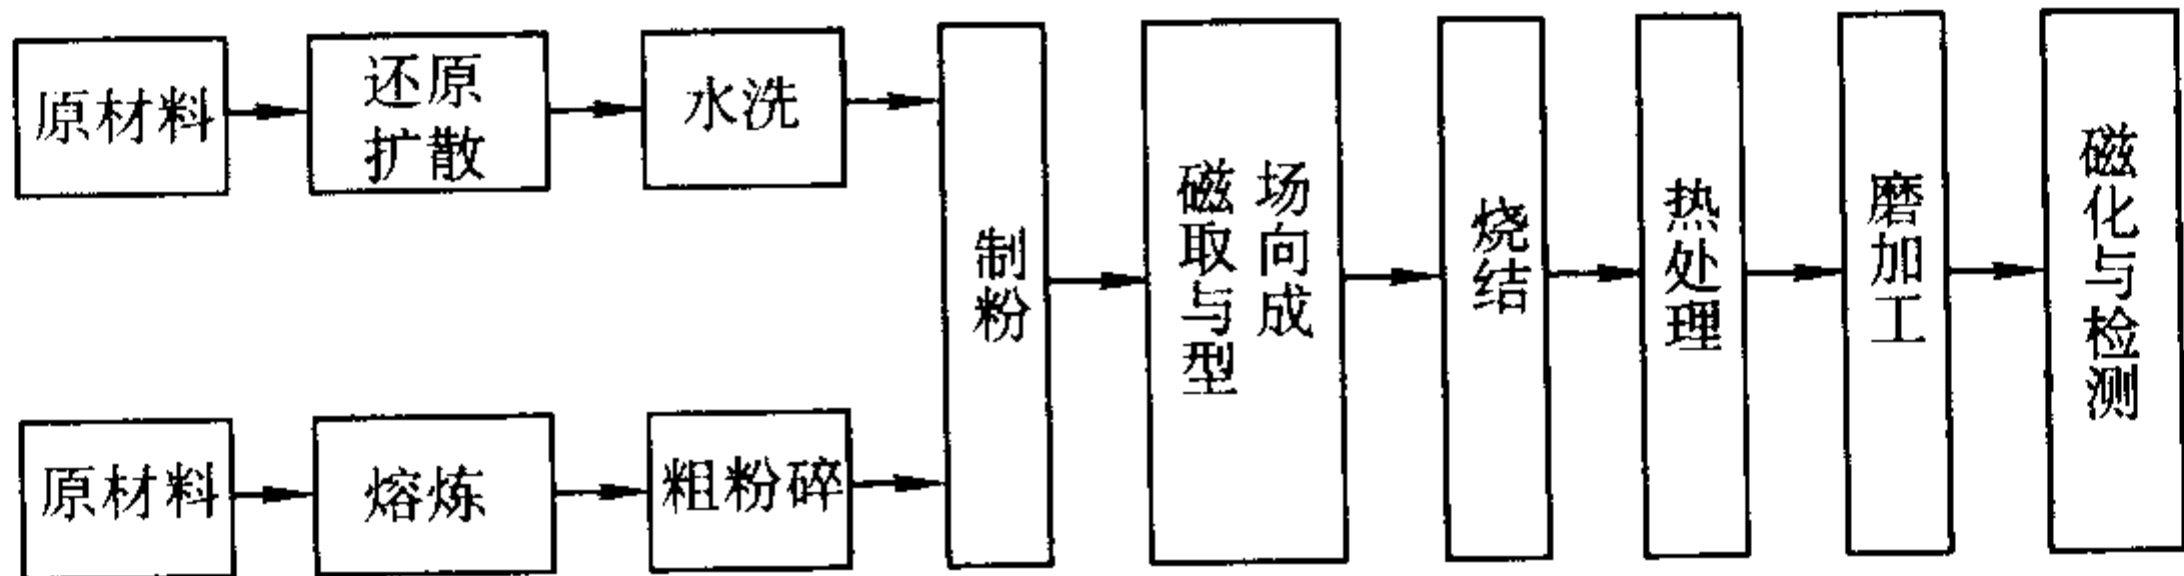 原材料
还原
扩散
水洗
原材料
熔炼
粗粉碎
制粉
磁场
取向
与成
型
烧结
热处理
磨加工
磁化与检测